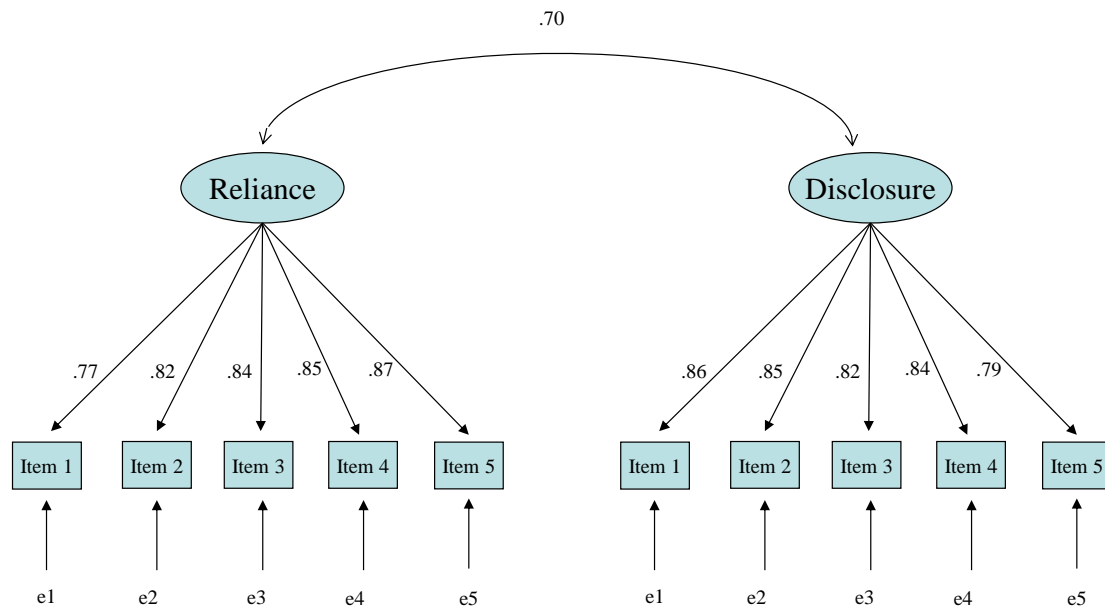 .70
Reliance
Disclosure
.77 .82 .84 .85 .87 .86 .85 .82 .84 .79
Item 1 Item 2 Item 3 Item 4 Item 5 Item 1 Item 2 Item 3 Item 4 Item 5
e1 e2 e3 e4 e5 e1 e2 e3 e4 e5